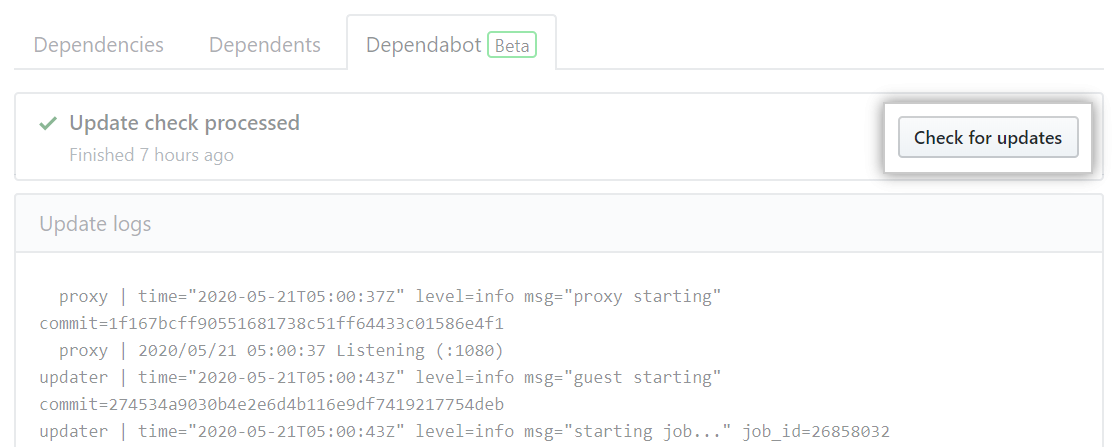 Dependencies Dependents Dependabot Beta
Update check processed
Finished 7 hours ago
Check for updates
Update logs
proxy | time="2020-05-21T05:00:37Z" level=info msg="proxy starting"
commit=1f167bcff90551681738c51ff64433c01586e4f1
proxy | 2020/05/21 05:00:37 Listening (:1080)
updater | time="2020-05-21T05:00:43Z" level=info msg="guest starting"
commit=274534a9030b4e2e6d4b116e9df7419217754deb
updater | time="2020-05-21T05:00:43Z" level=info msg="starting job..." job_id=26858032